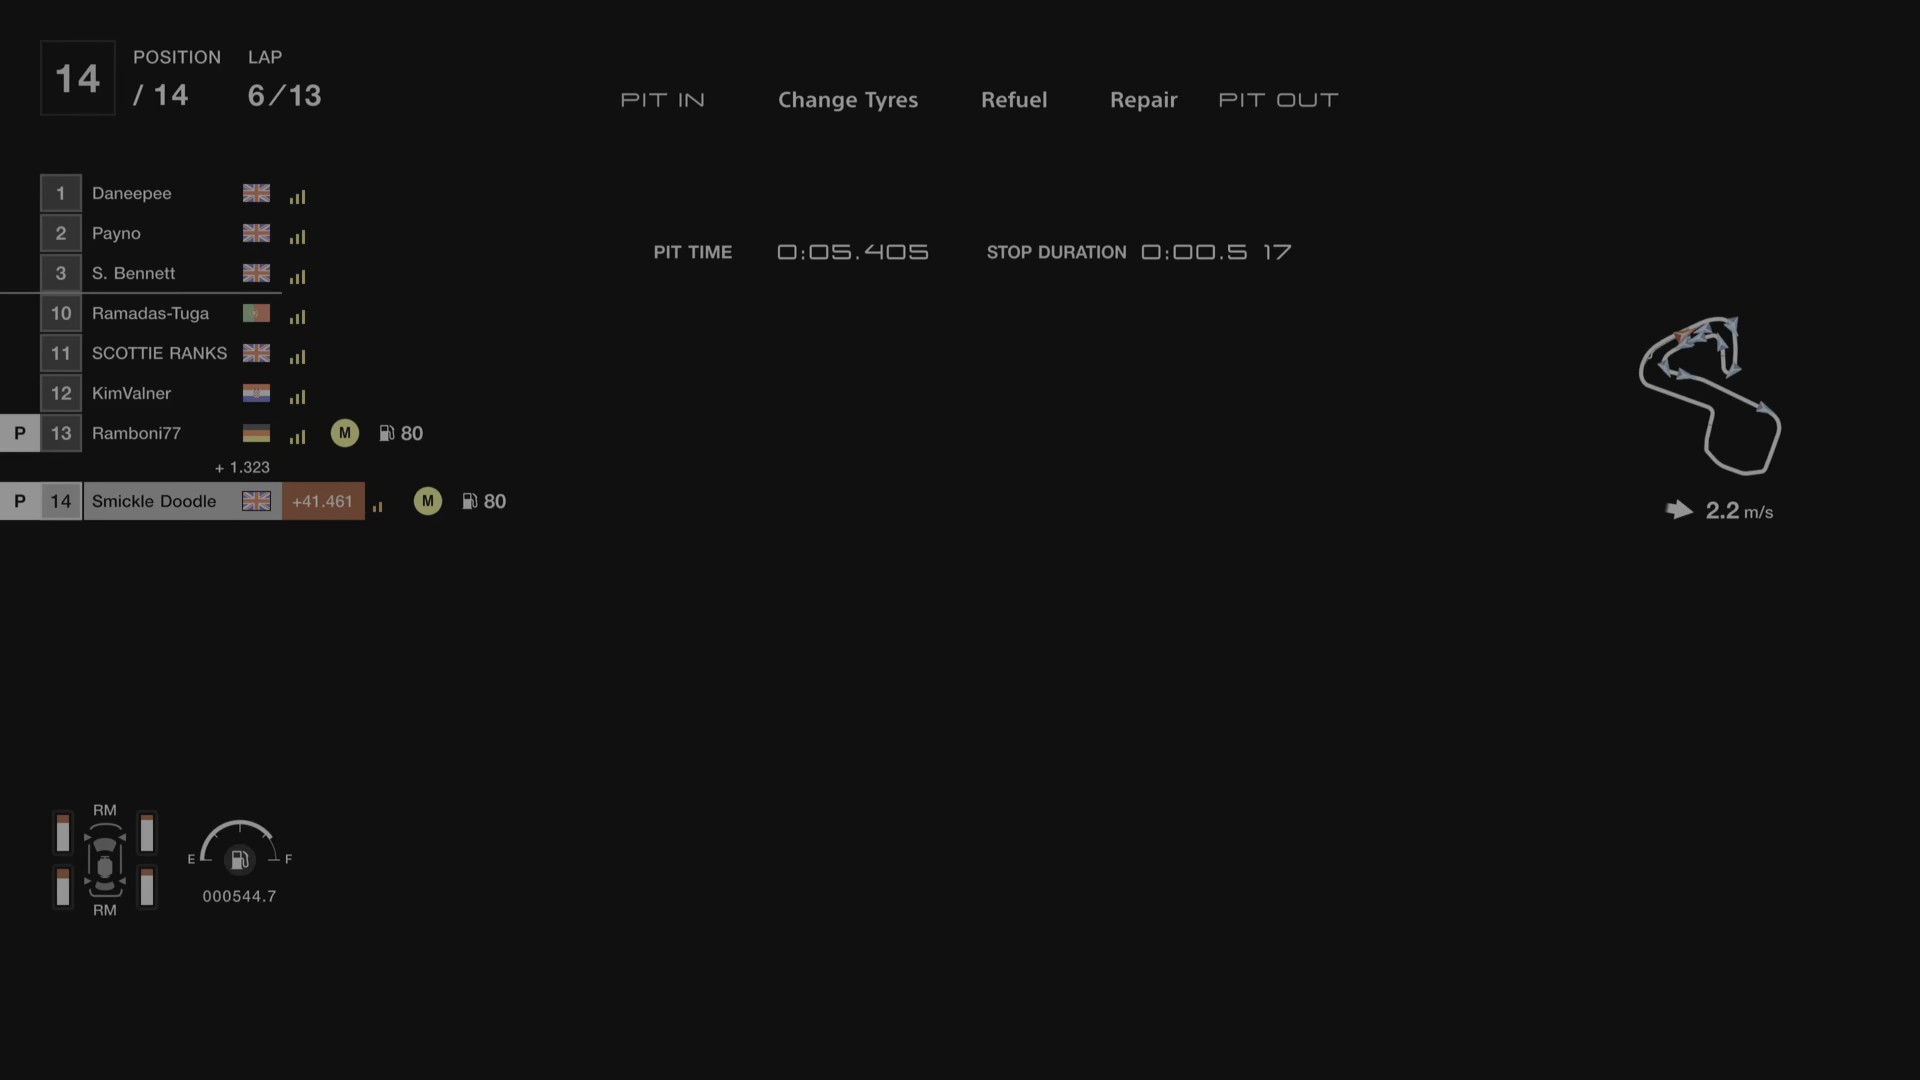 14
POSITION LAP
/ 14 6/13
PIT IN Change Tyres Refuel Repair PIT OUT
1 Daneepee
2 Payno
PIT TIME 0:05.405 STOP DURATION 0:00.517
3 S. Bennett
10 Ramadas-Tuga
11 SCOTTIE RANKS
12 KimValner
P 13 Ramboni77 M 80
+ 1.323
P 14 Smickle Doodle +41.461 M 80
2.2 m/s
RM
E F
000544.7
RM